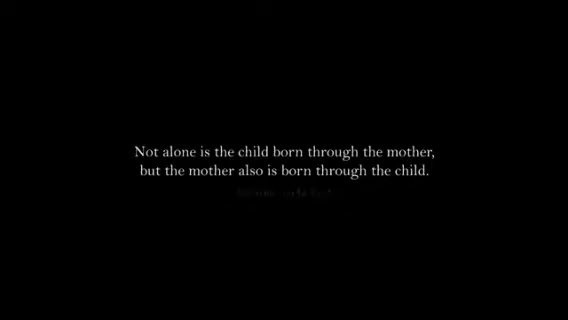 Not alone is the child born through the mother,
but the mother also is born through the child.